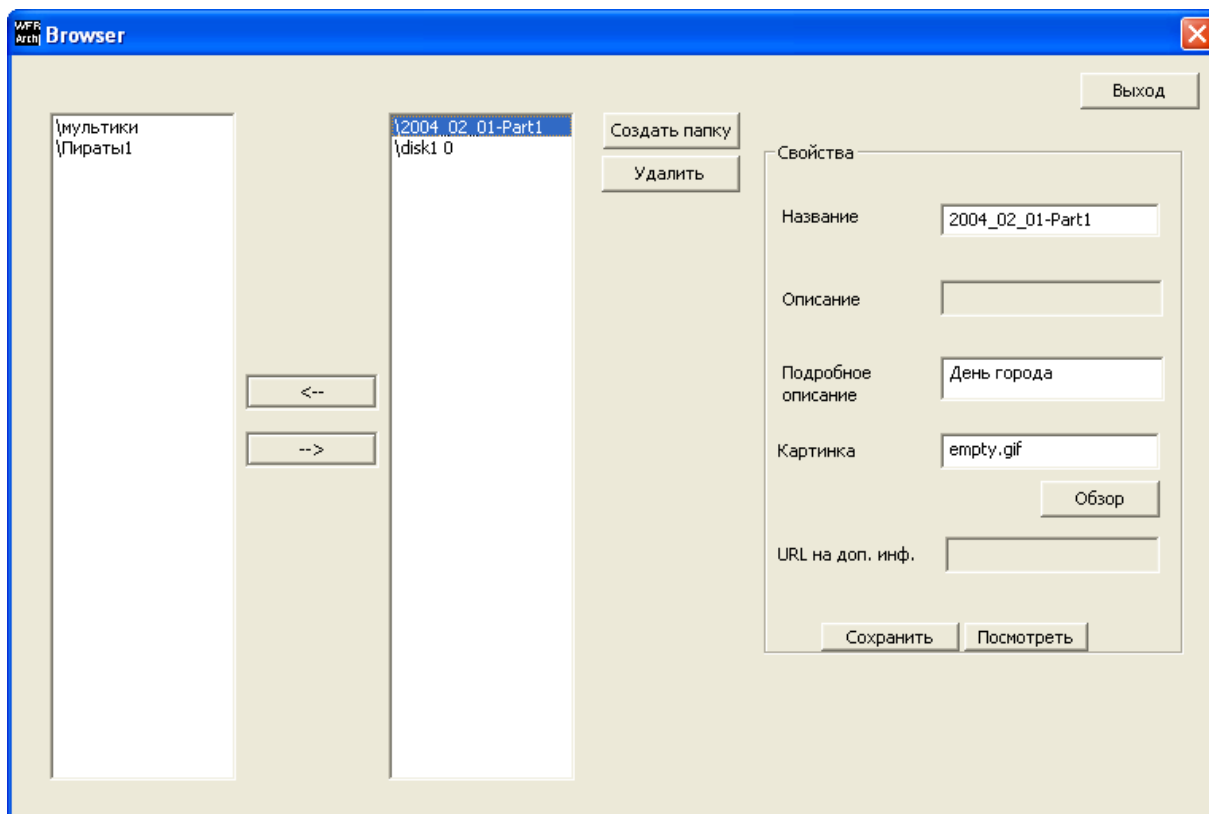 WEB
Archi
Browser
Выход
\мультики
\Пираты1
\2004_02_01-Part1
\disk1 0
Создать папку
Удалить
<--
-->
Свойства
Название
2004_02_01-Part1
Описание
Подробное
описание
День города
Картинка
empty.gif
Обзор
URL на доп. инф.
Сохранить
Посмотреть